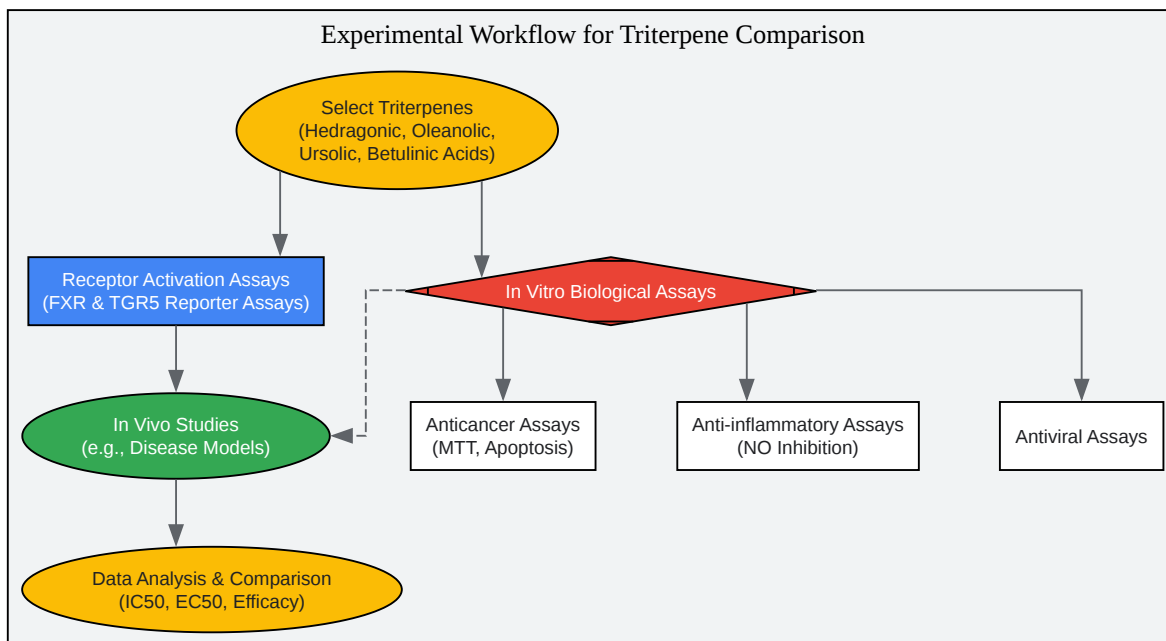 Experimental Workflow for Triterpene Comparison
Select Triterpenes
(Hedragonic, Oleanolic,
Ursolic, Betulinic Acids)
Receptor Activation Assays
(FXR & TGR5 Reporter Assays)
In Vitro Biological Assays
In Vivo Studies
(e.g., Disease Models)
Anticancer Assays
(MTT, Apoptosis)
Anti-inflammatory Assays
(NO Inhibition)
Antiviral Assays
Data Analysis & Comparison
(IC50, EC50, Efficacy)